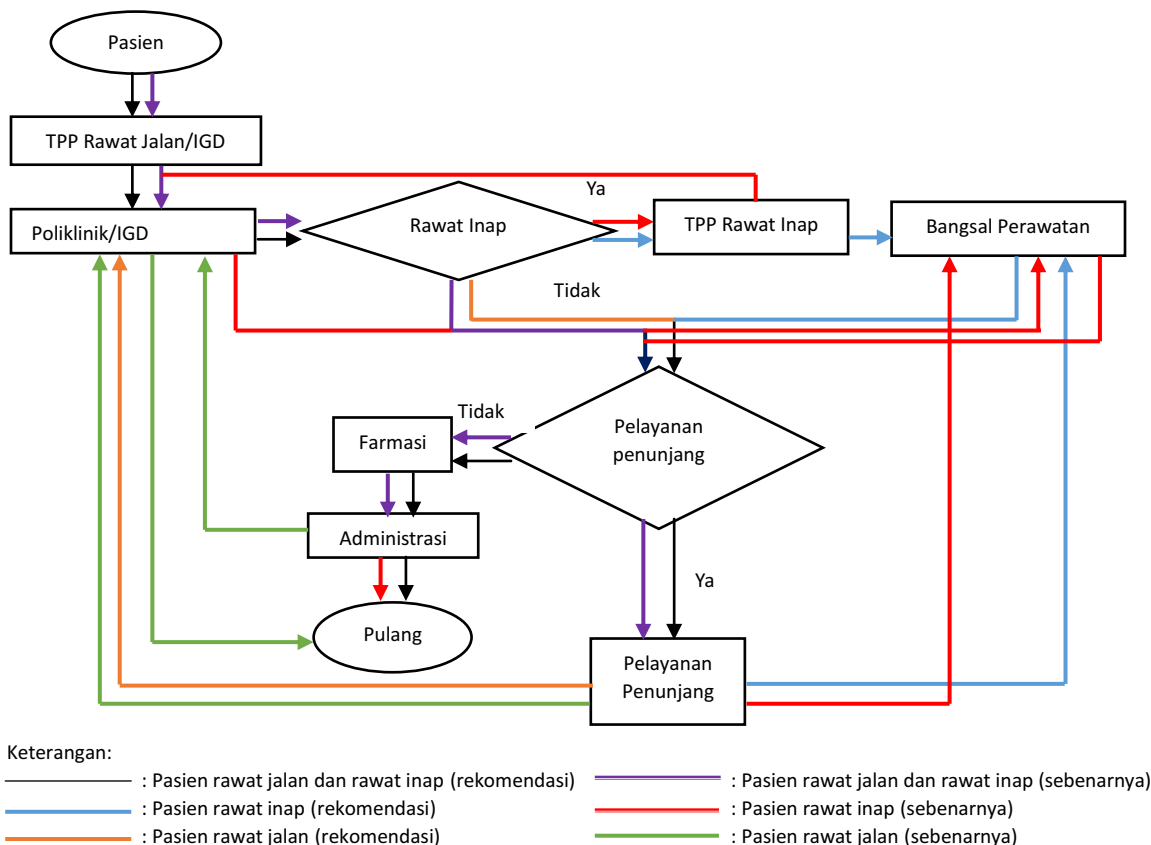 Pasien
TPP Rawat Jalan/IGD
Ya
Poliklinik/IGD
Rawat Inap
TPP Rawat Inap
Bangsal Perawatan
Tidak
Tidak
Farmasi
Pelayanan
penunjang
Administrasi
Ya
Pulang
Pelayanan
Penunjang
Keterangan:
: Pasien rawat jalan dan rawat inap (rekomendasi)
: Pasien rawat jalan dan rawat inap (sebenarnya)
: Pasien rawat inap (rekomendasi)
: Pasien rawat inap (sebenarnya)
: Pasien rawat jalan (rekomendasi)
: Pasien rawat jalan (sebenarnya)